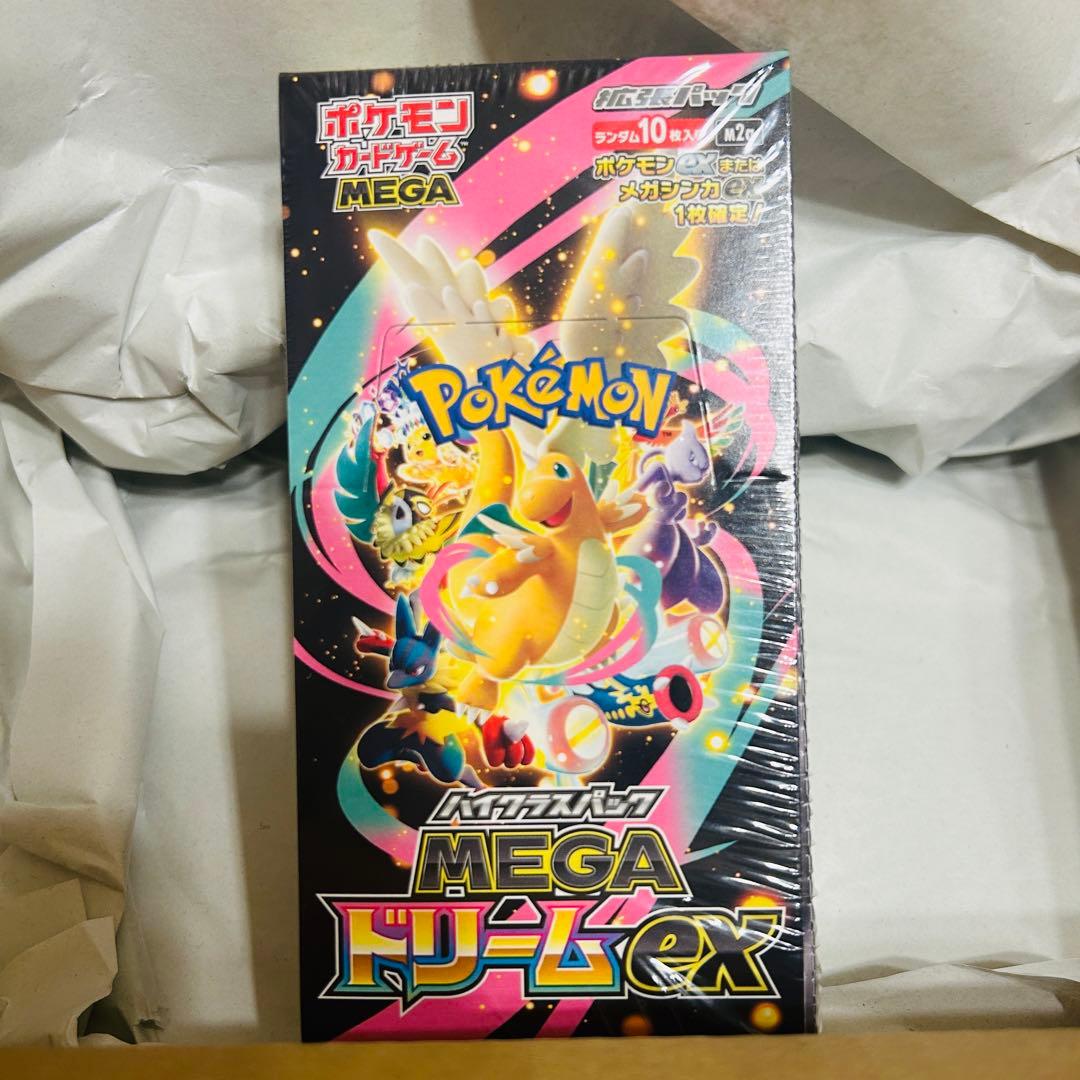 ポケモン
カードゲーム
MEGA
拡張パック
ランダム10枚入り M2a
ポケモンexまたは
メガシンカex
1枚確定!
POKéMON
ハイクラスパック
MEGA
ドリームex